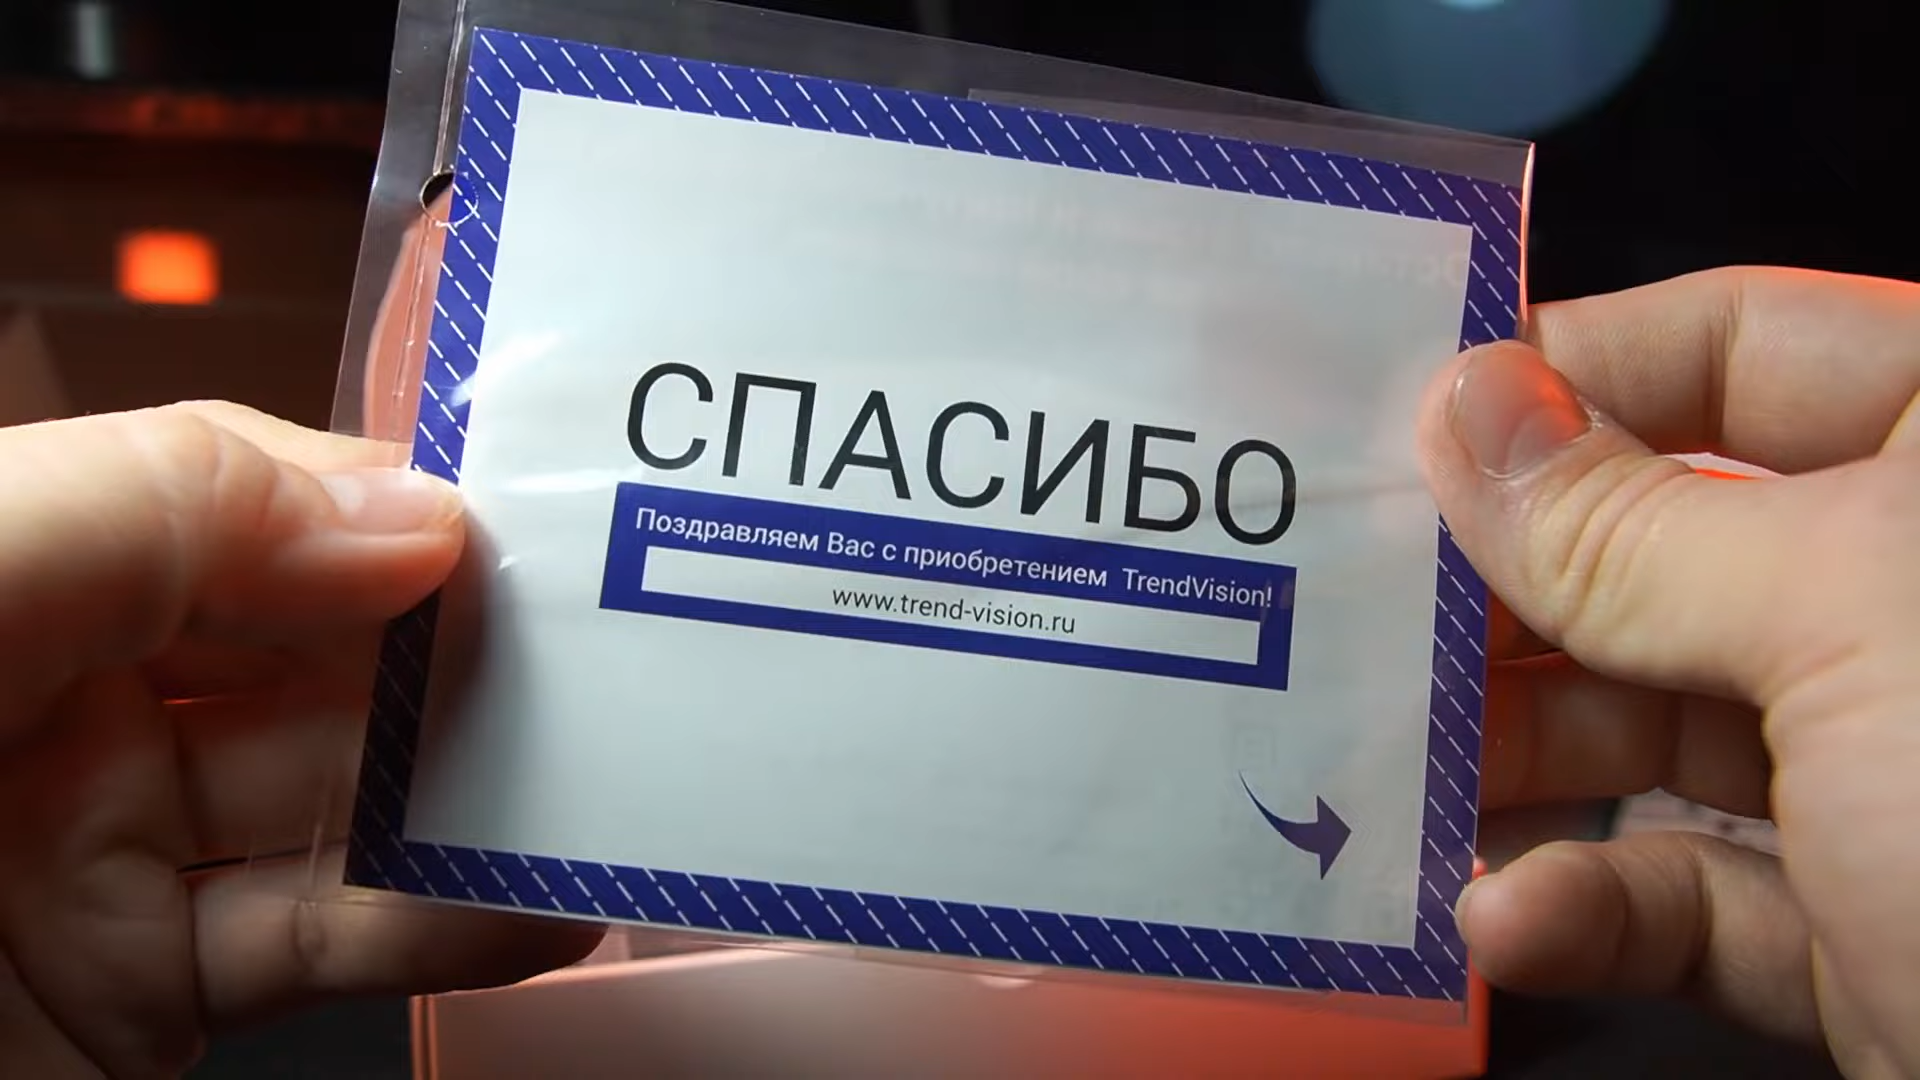 СПАСИБО
Поздравляем Вас с приобретением TrendVision!
www.trend-vision.ru